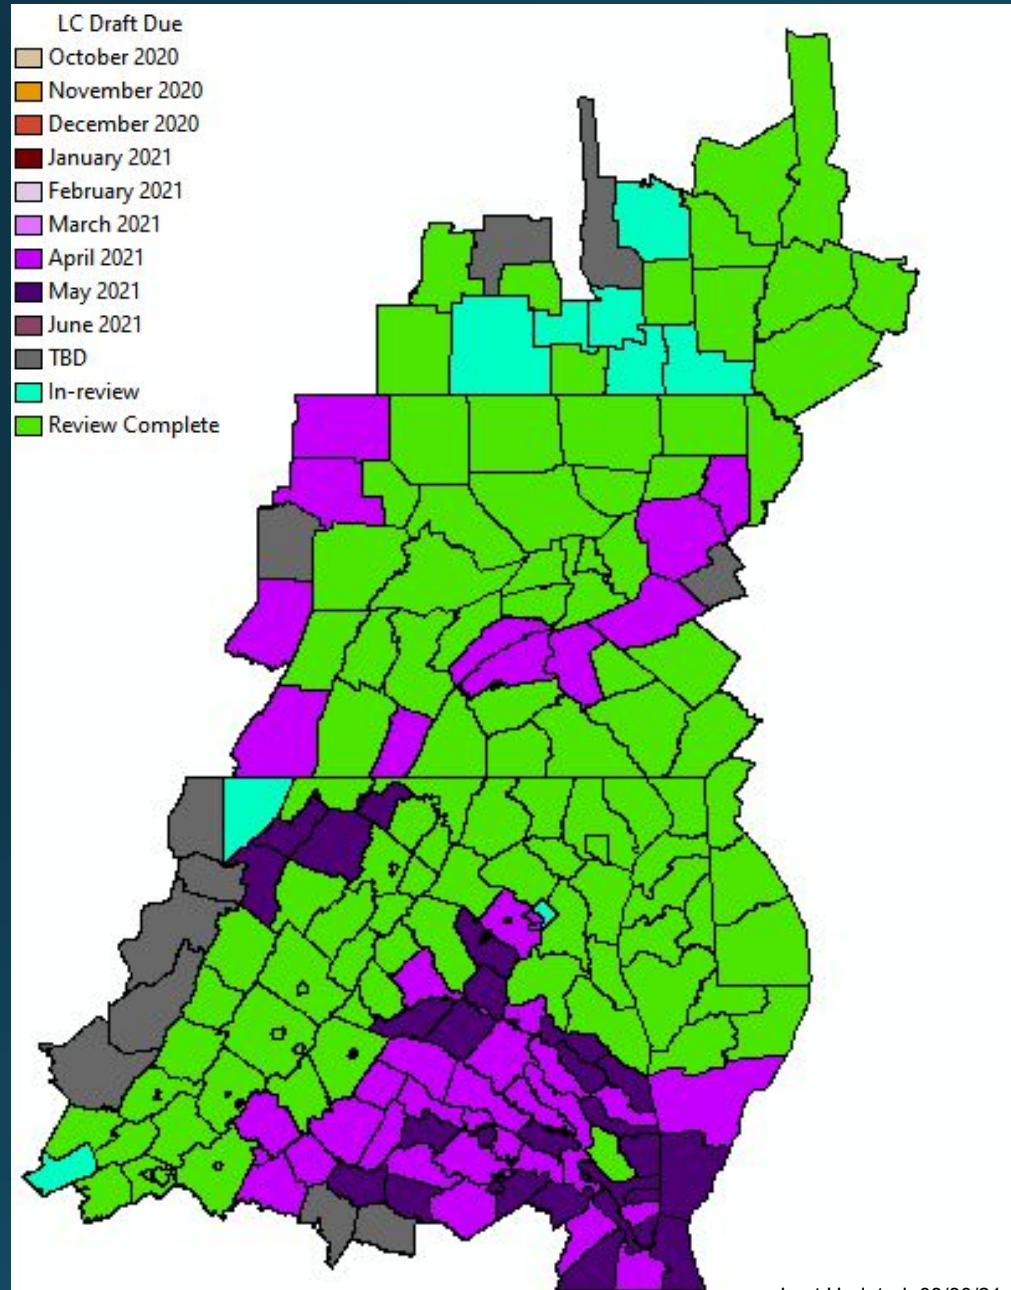 LC Draft Due
October 2020
November 2020
December 2020
January 2021
February 2021
March 2021
April 2021
May 2021
June 2021
TBD
In-review
Review Complete